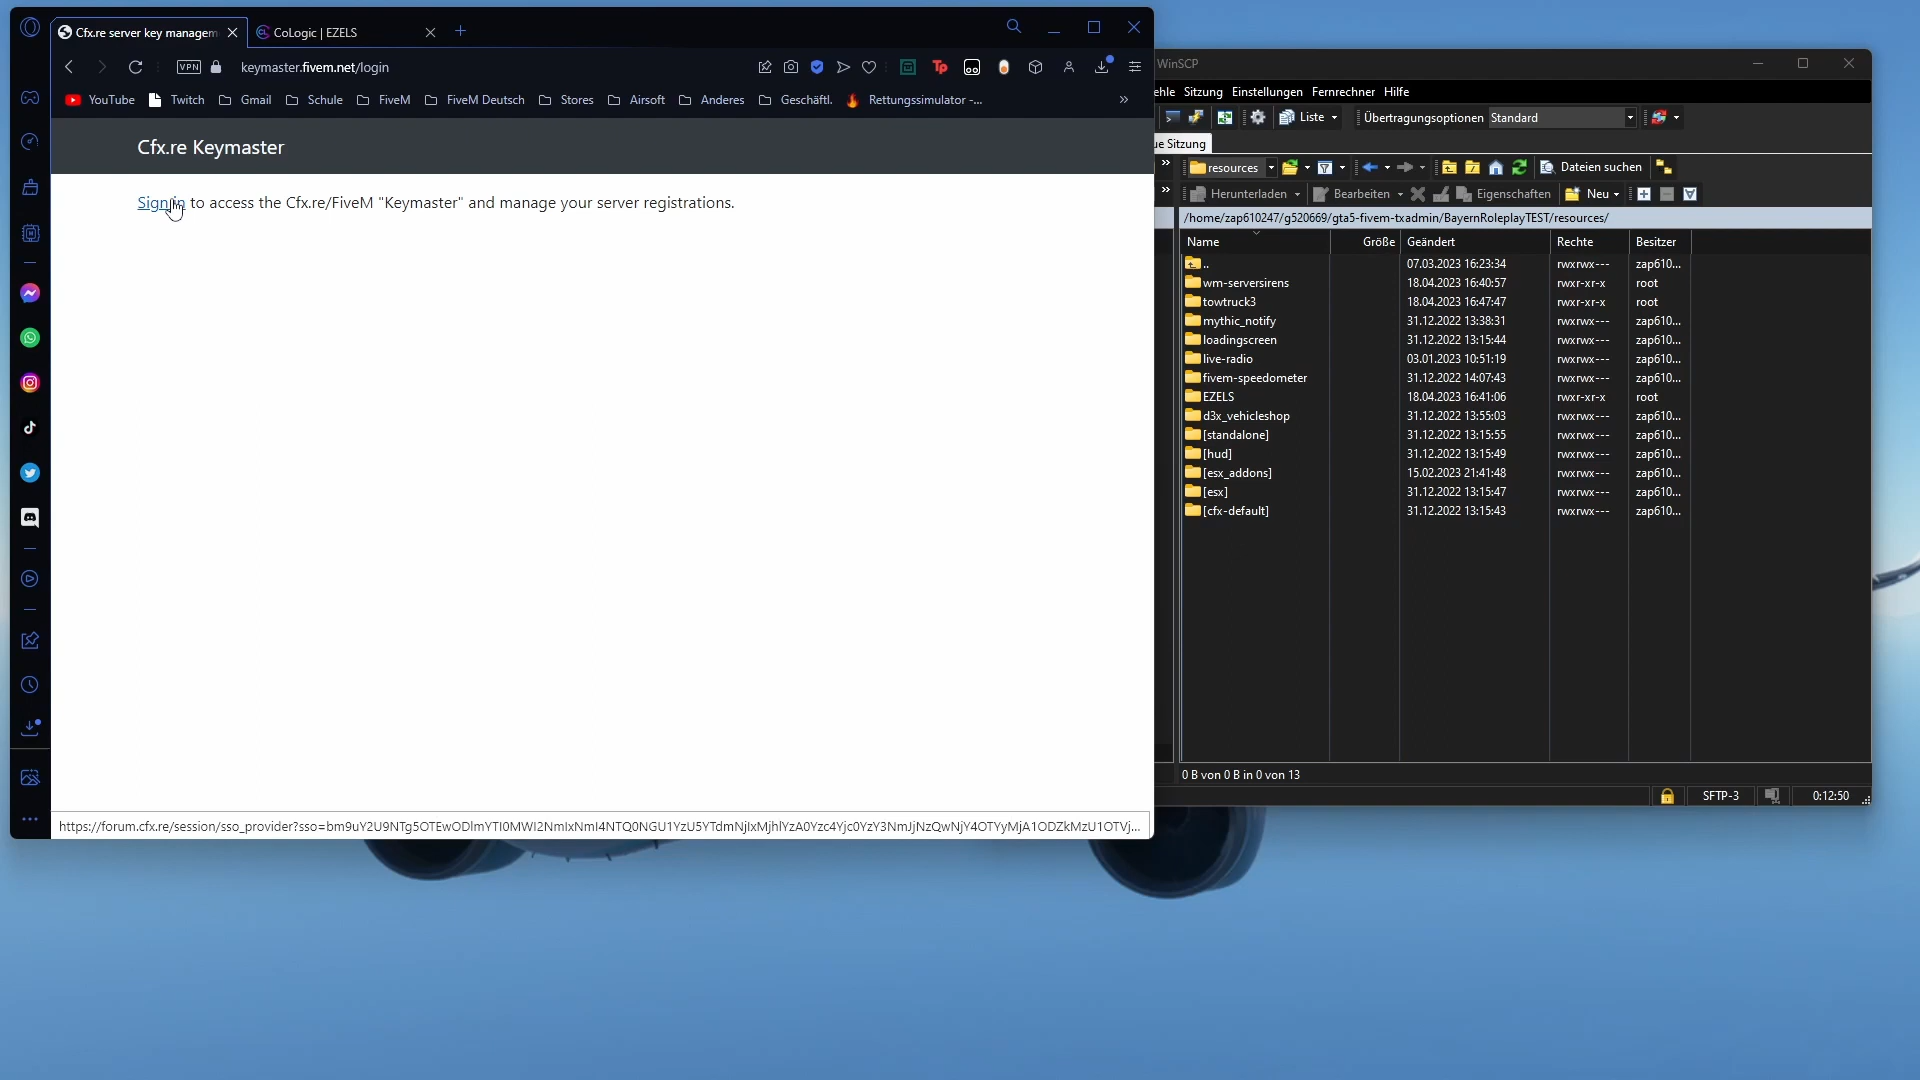 Cfx.re server key managem
CoLogic | EZELS
VPN
keymaster.fivem.net/login
Tp
YouTube
Twitch
Gmail
Schule
FiveM
FiveM Deutsch
Stores
Airsoft
Anderes
Geschäftl.
Rettungssimulator -...
»
Cfx.re Keymaster
Sign in to access the Cfx.re/FiveM "Keymaster" and manage your server registrations.
WinSCP
ehle Sitzung Einstellungen Fernrechner Hilfe
Liste Übertragungsoptionen Standard
ue Sitzung
» resources Dateien suchen
» Herunterladen Bearbeiten Eigenschaften Neu
/home/zap610247/g520669/gta5-fivem-txadmin/BayernRoleplayTEST/resources/
Name Größe Geändert Rechte Besitzer
.. 07.03.2023 16:23:34 rwxrwx--- zap610...
wm-serversirens 18.04.2023 16:40:57 rwxr-xr-x root
towtruck3 18.04.2023 16:47:47 rwxr-xr-x root
mythic_notify 31.12.2022 13:38:31 rwxrwx--- zap610...
loadingscreen 31.12.2022 13:15:44 rwxrwx--- zap610...
live-radio 03.01.2023 10:51:19 rwxrwx--- zap610...
fivem-speedometer 31.12.2022 14:07:43 rwxrwx--- zap610...
EZELS 18.04.2023 16:41:06 rwxr-xr-x root
d3x_vehicleshop 31.12.2022 13:55:03 rwxrwx--- zap610...
[standalone] 31.12.2022 13:15:55 rwxrwx--- zap610...
[hud] 31.12.2022 13:15:49 rwxrwx--- zap610...
[esx_addons] 15.02.2023 21:41:48 rwxrwx--- zap610...
[esx] 31.12.2022 13:15:47 rwxrwx--- zap610...
[cfx-default] 31.12.2022 13:15:43 rwxrwx--- zap610...
0 B von 0 B in 0 von 13
SFTP-3 0:12:50